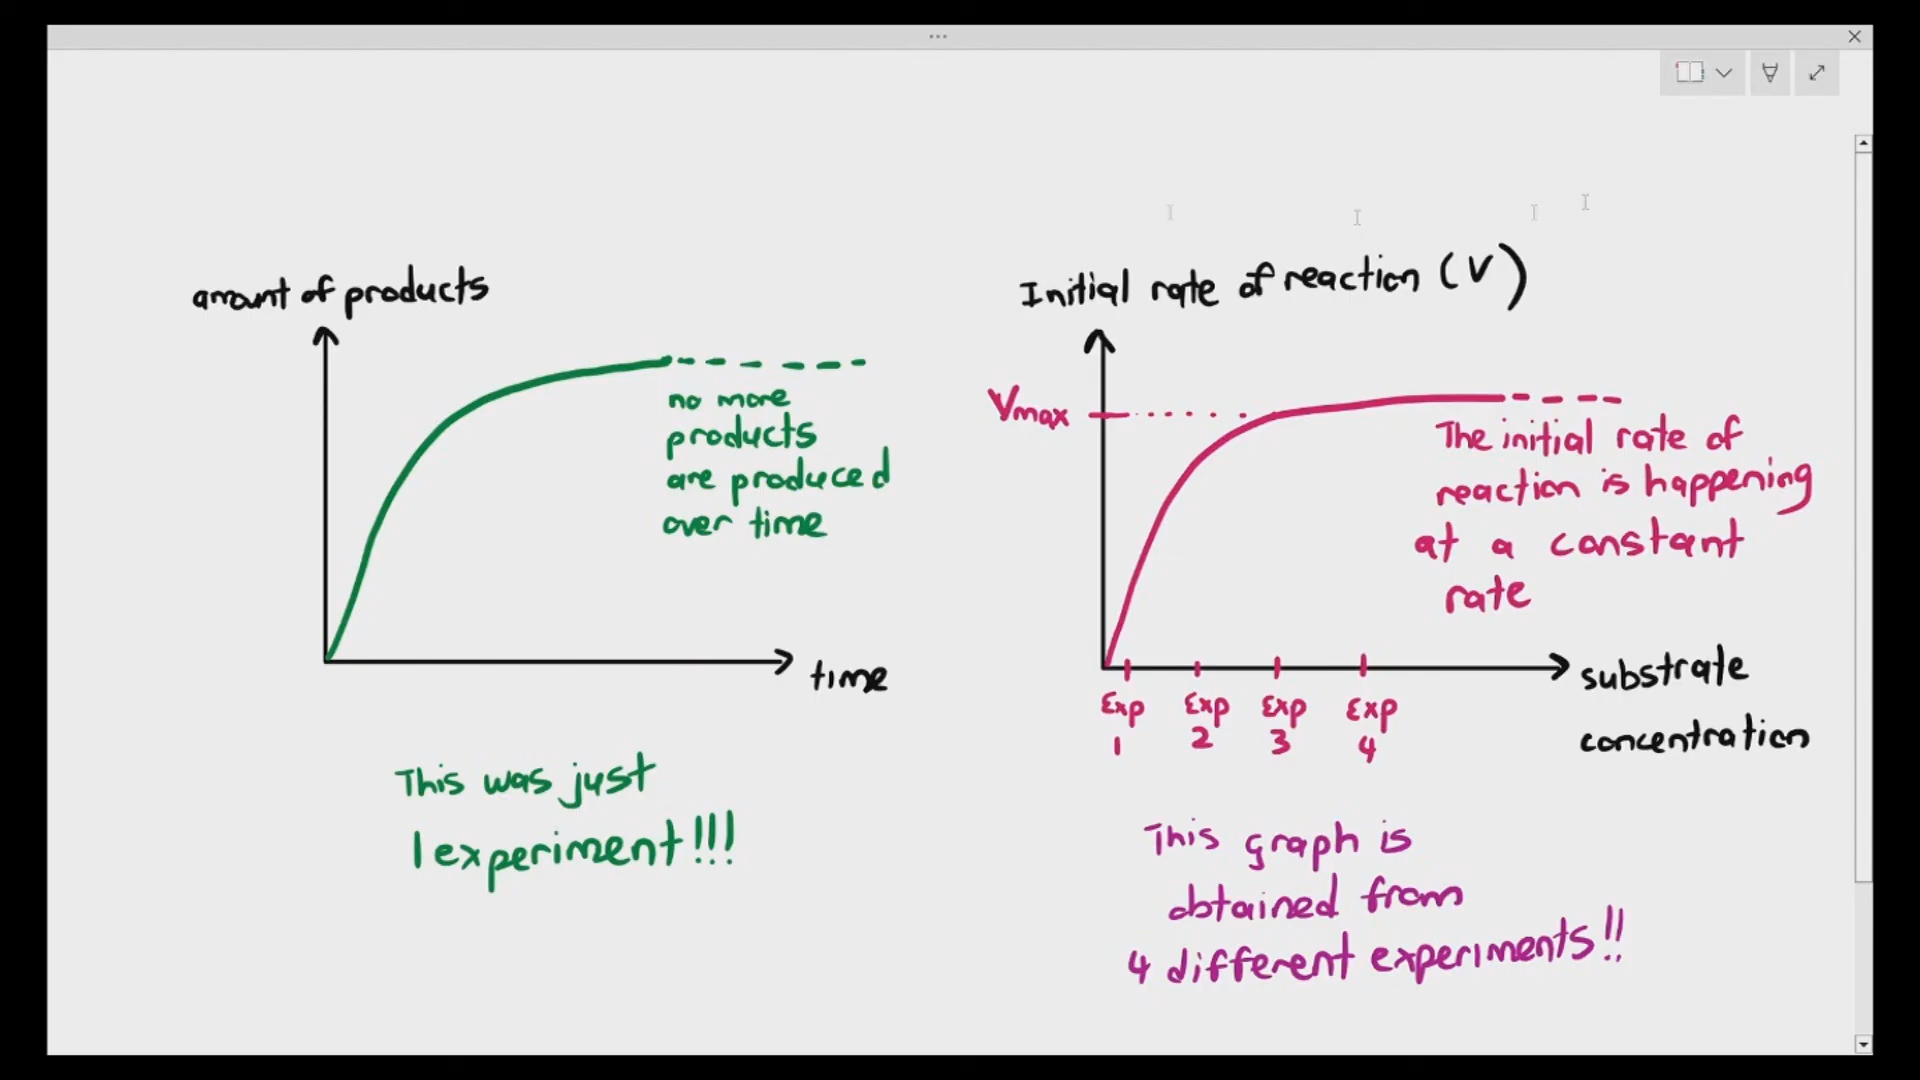 amount of products
no more
products
are produced
over time
time
This was just
1 experiment!!!
Initial rate of reaction (V)
Vmax
The initial rate of
reaction is happening
at a constant
rate
Exp Exp Exp Exp
1 2 3 4
substrate
concentration
This graph is
obtained from
4 different experiments!!